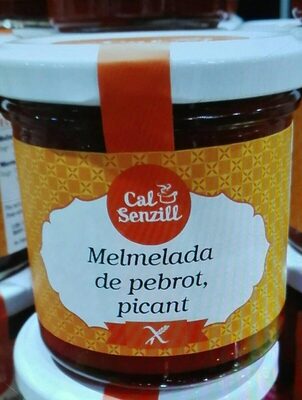 Cal
Senzill
Melmelada
de pebrot,
picant